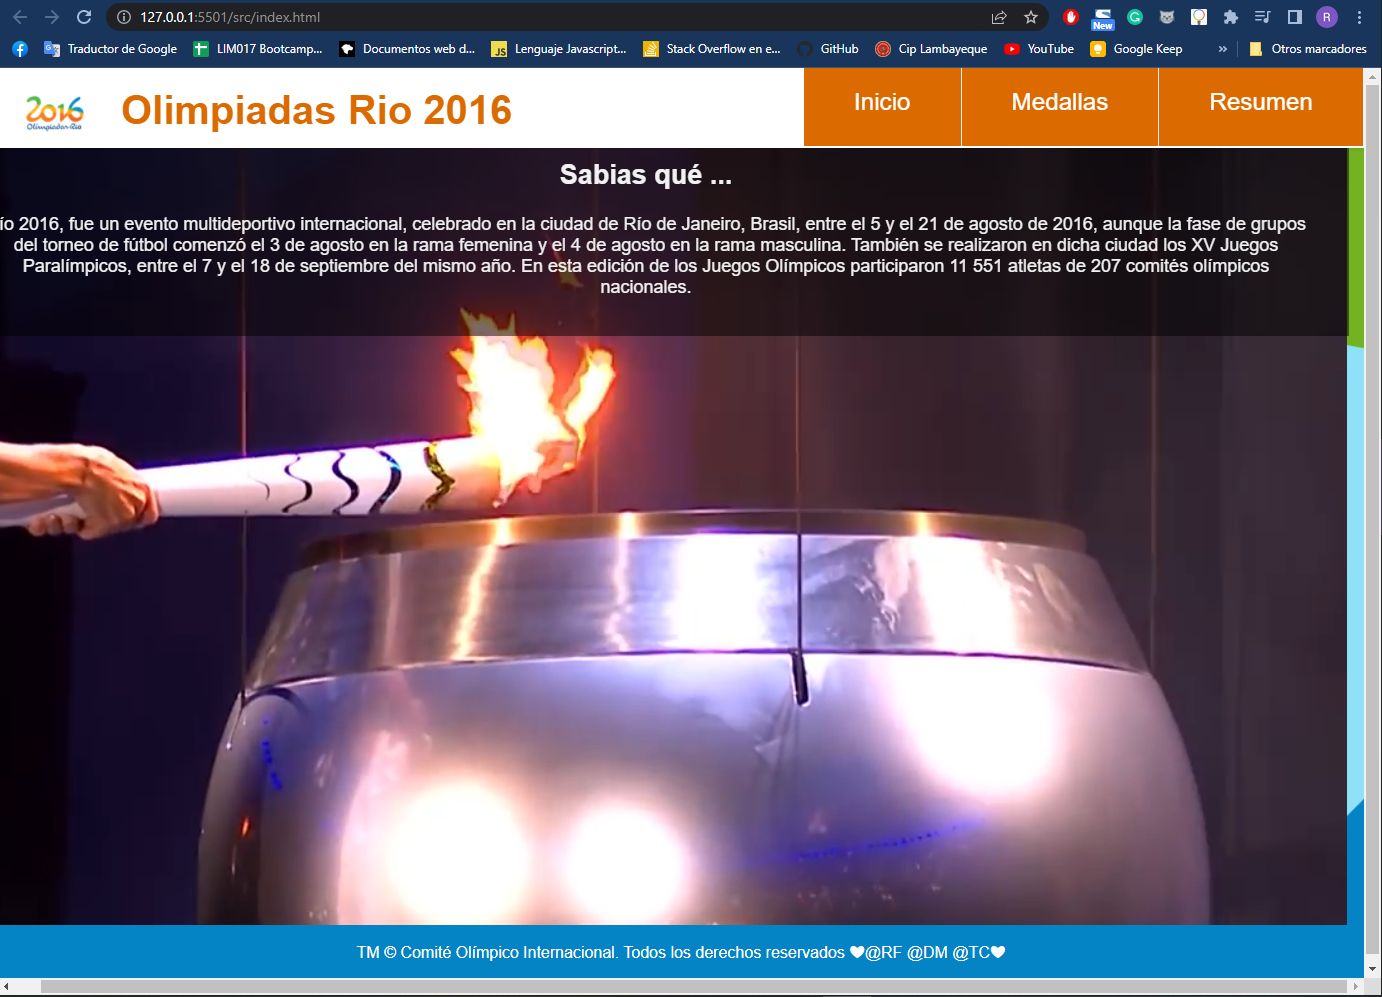 127.0.0.1:5501/src/index.html
New
R
Traductor de Google
LIM017 Bootcamp...
Documentos web d...
JS
Lenguaje Javascript...
Stack Overflow en e...
GitHub
Cip Lambayeque
YouTube
Google Keep
»
Otros marcadores
2016
Olimpiadas Rio
Olimpiadas Rio 2016
Inicio
Medallas
Resumen
Sabias qué ...
ío 2016, fue un evento multideportivo internacional, celebrado en la ciudad de Río de Janeiro, Brasil, entre el 5 y el 21 de agosto de 2016, aunque la fase de grupos
del torneo de fútbol comenzó el 3 de agosto en la rama femenina y el 4 de agosto en la rama masculina. También se realizaron en dicha ciudad los XV Juegos
Paralímpicos, entre el 7 y el 18 de septiembre del mismo año. En esta edición de los Juegos Olímpicos participaron 11 551 atletas de 207 comités olímpicos
nacionales.
TM © Comité Olímpico Internacional. Todos los derechos reservados ❤@RF @DM @TC❤